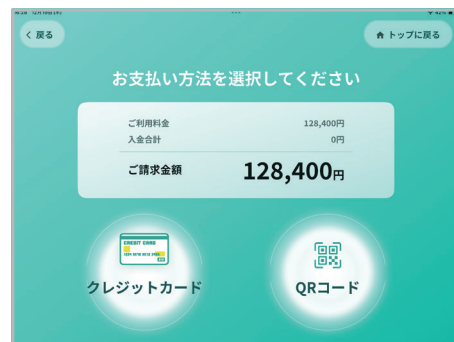 戻る
トップに戻る
お支払い方法を選択してください
ご利用料金 128,400円
入金合計 0円
ご請求金額 128,400円
CREDIT CARD
クレジットカード
QRコード